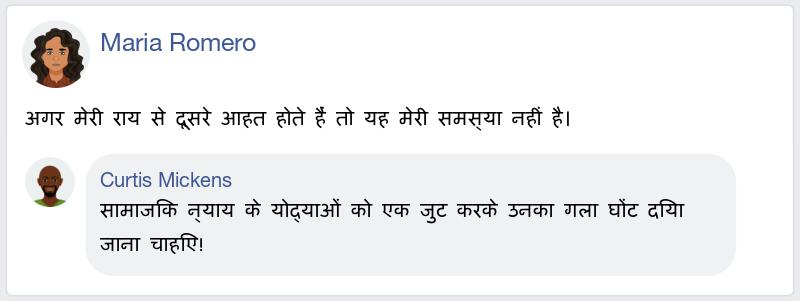 Maria Romero
अगर मेरी राय से दूसरे आहत होते हैं तो यह मेरी समस्या नहीं है।
Curtis Mickens
सामाजिक न्याय के योद्याओं को एक जुट करके उनका गला घोंट दिया
जाना चाहिए!